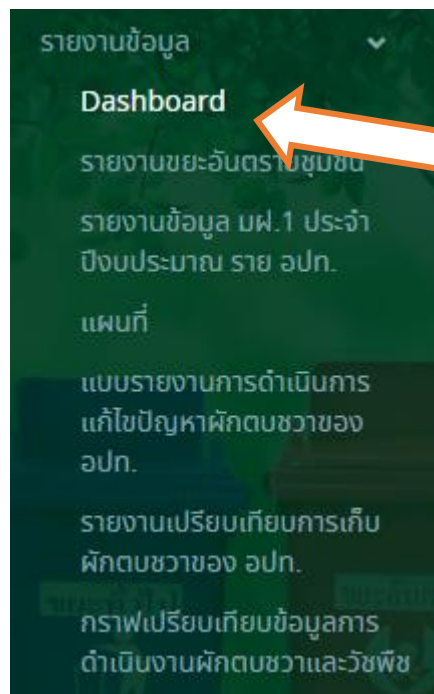 รายงานข้อมูล
Dashboard
รายงานขยะอันตรายชุมชน
รายงานข้อมูล มฝ.1 ประจำ
ปีงบประมาณ ราย อปท.
แผนที่
แบบรายงานการดำเนินการ
แก้ไขปัญหาผักตบชวาของ
อปท.
รายงานเปรียบเทียบการเก็บ
ผักตบชวาของ อปท.
กราฟเปรียบเทียบข้อมูลการ
ดำเนินงานผักตบชวาและวัชพืช